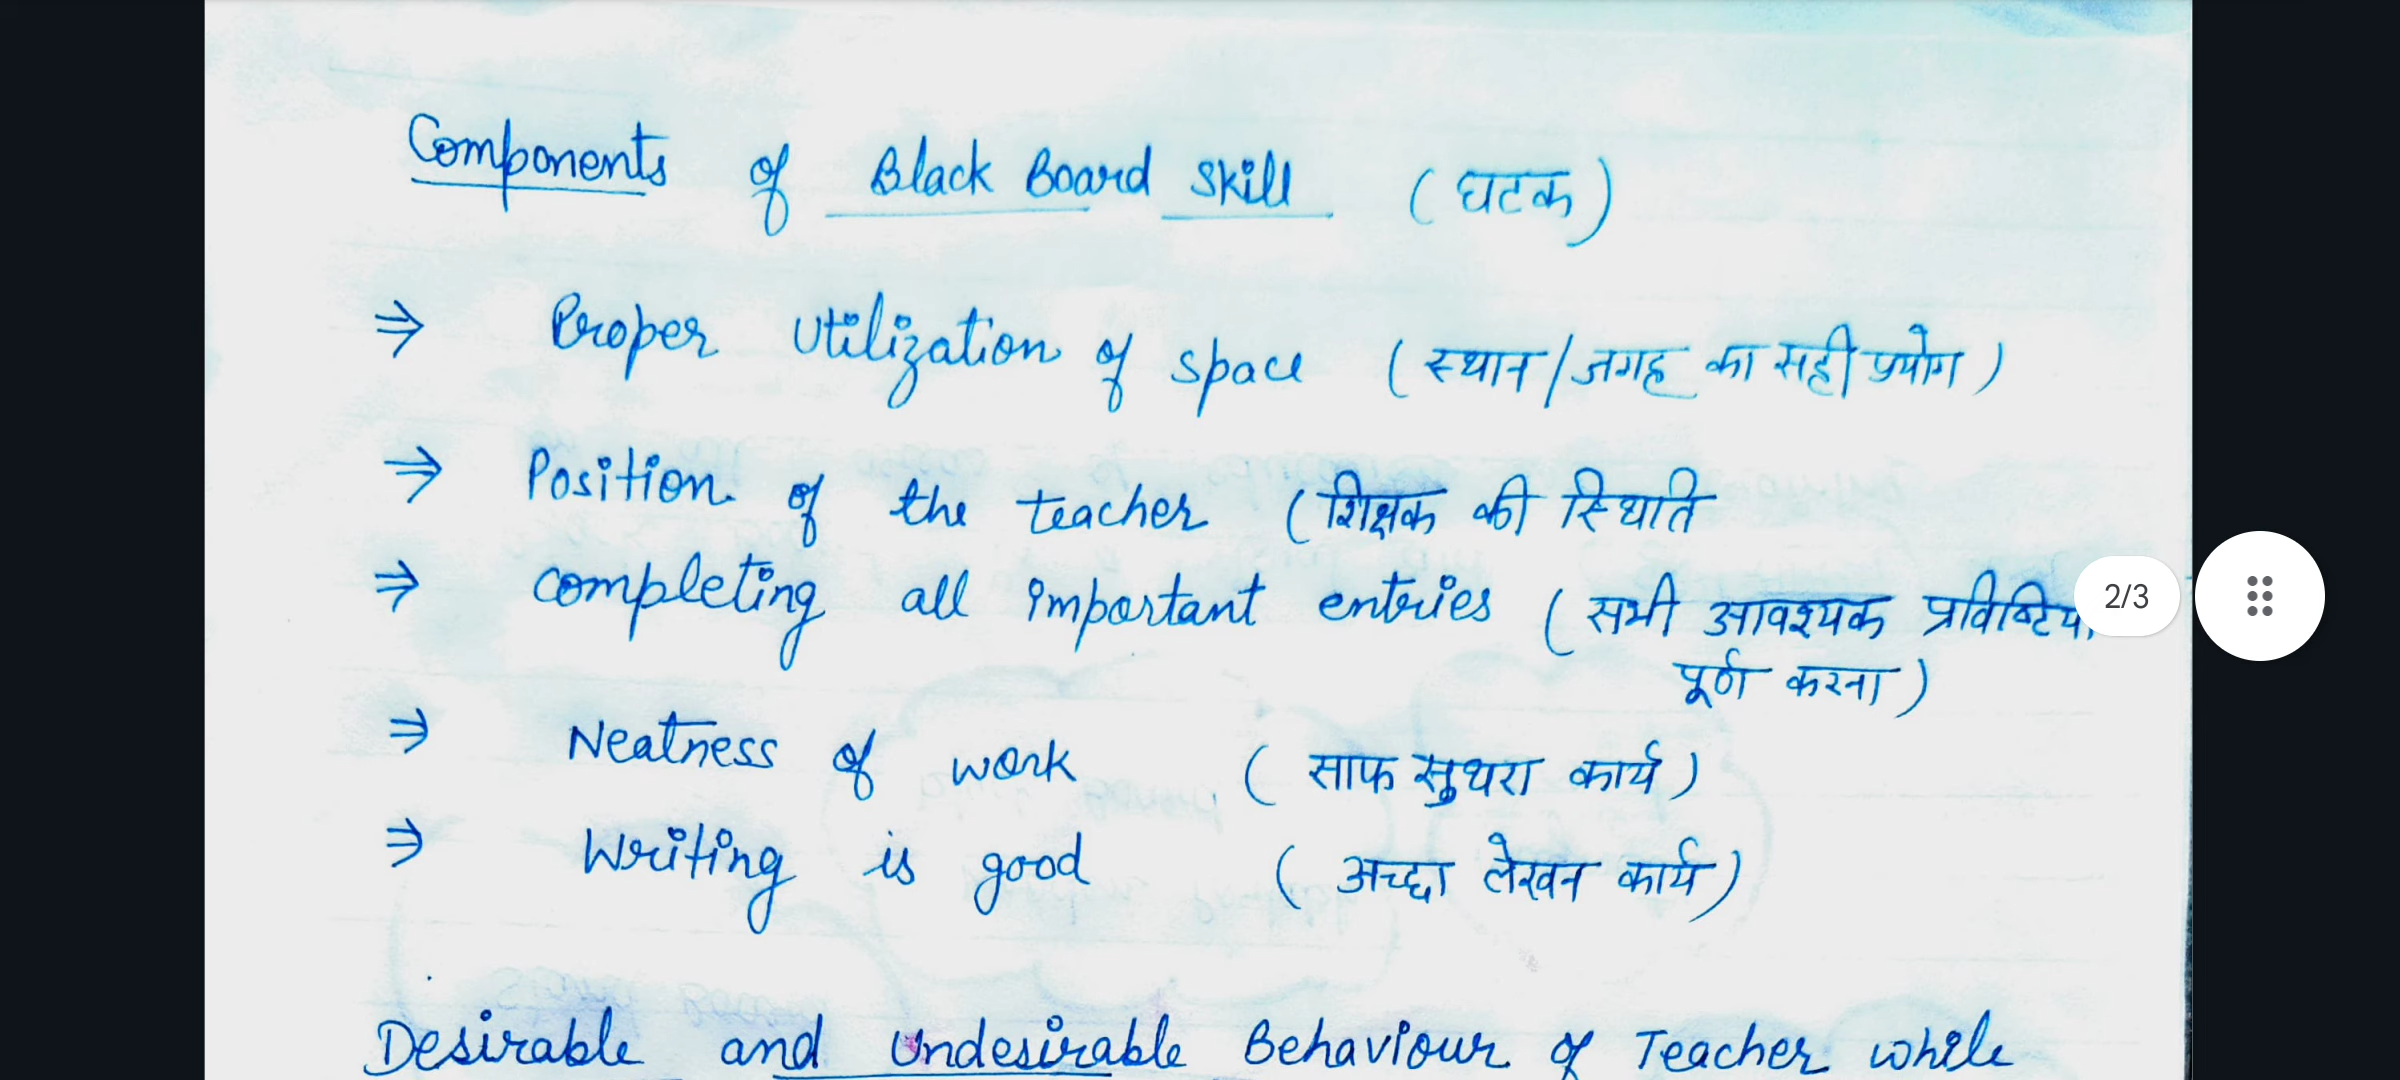 Components of Black Board Skill (घटक)
⇒ Proper Utilization of space (स्थान/जगह का सही प्रयोग)
⇒ Position of the teacher (शिक्षक की स्थिति
⇒ Completing all important entries (सभी आवश्यक
2/3
पूर्ण करना)
⇒ Neatness of work (साफ सुथरा कार्य)
⇒ Writing is good (अच्छा लेखन कार्य)
Desirable and Undesirable Behaviour of Teacher while